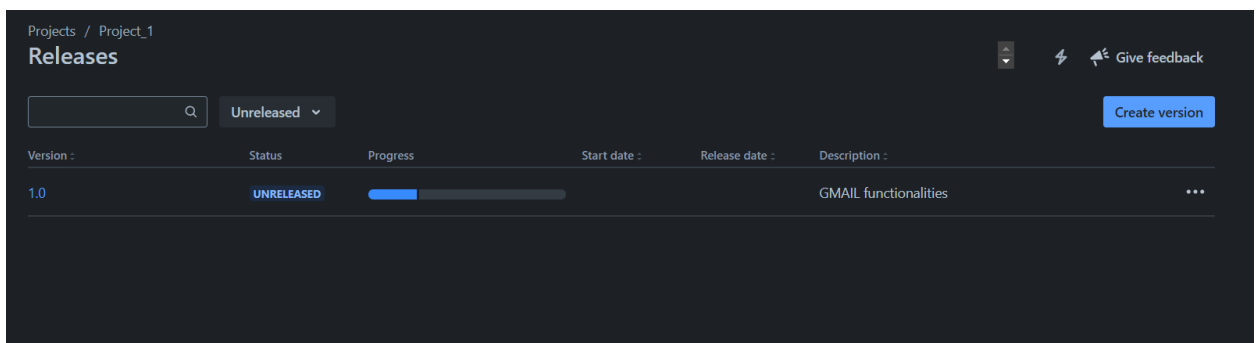 Projects / Project_1
Releases
Give feedback
Unreleased
Create version
Version Status Progress Start date Release date Description
1.0 UNRELEASED GMAIL functionalities